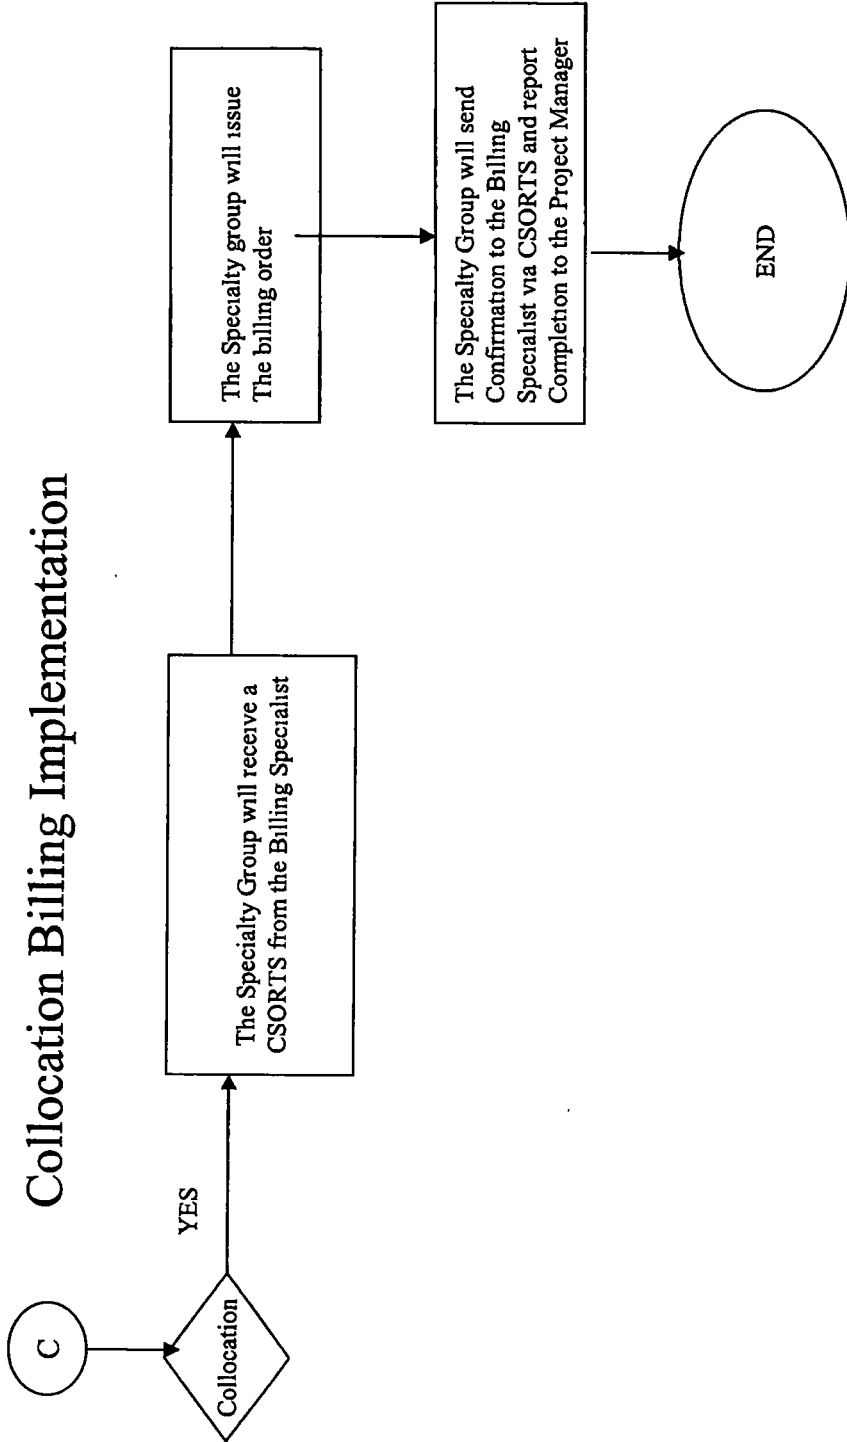 Collocation Billing Implementation
C
Collocation
YES
The Specialty Group will receive a
CSORTS from the Billing Specialist
The Specialty group will issue
The billing order
The Specialty Group will send
Confirmation to the Billing
Specialist via CSORTS and report
Completion to the Project Manager
END